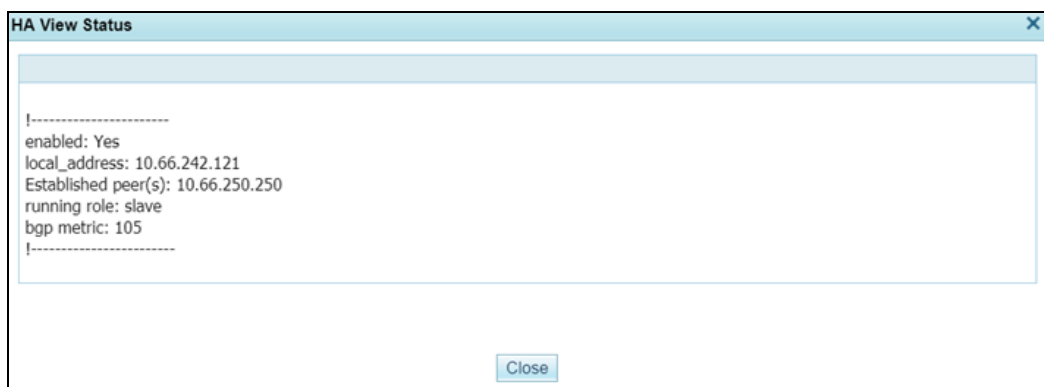 HA View Status
!-----------------------
enabled: Yes
local_address: 10.66.242.121
Established peer(s): 10.66.250.250
running role: slave
bgp metric: 105
!------------------------
Close